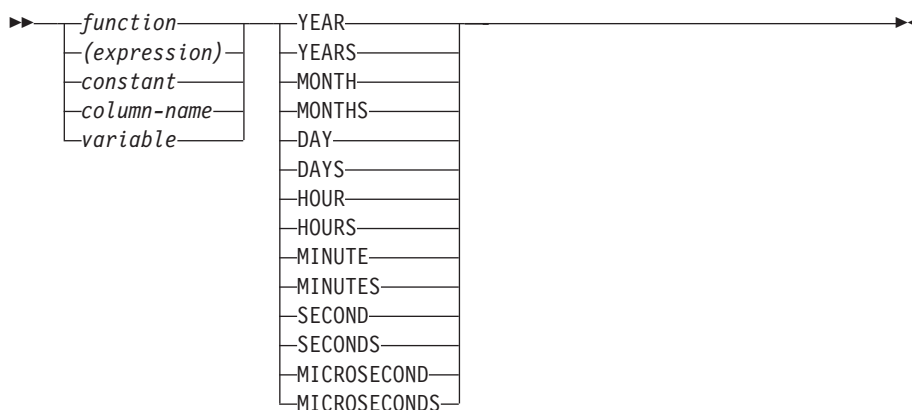 function YEAR
(expression) YEARS
constant MONTH
column-name MONTHS
variable DAY
DAYS
HOUR
HOURS
MINUTE
MINUTES
SECOND
SECONDS
MICROSECOND
MICROSECONDS